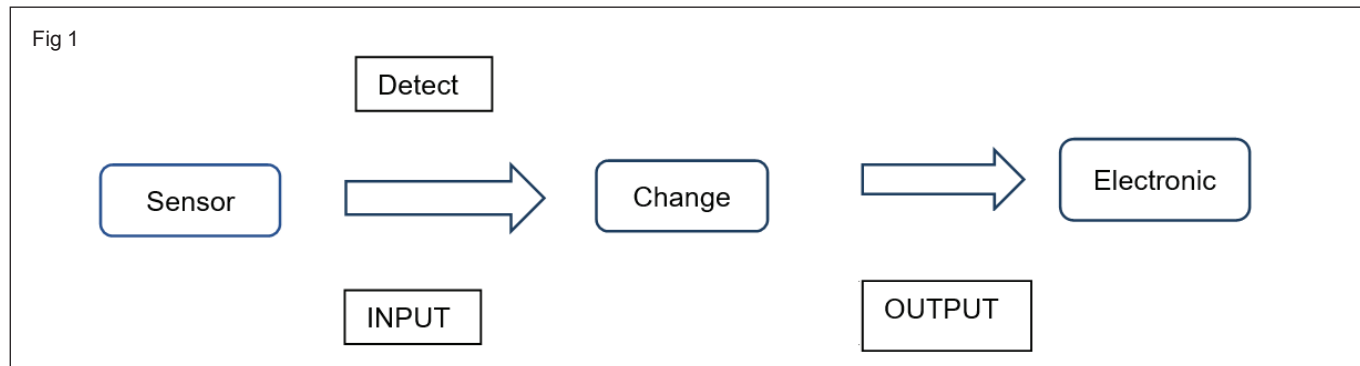 Fig 1
Detect
Sensor
Change
Electronic
INPUT
OUTPUT